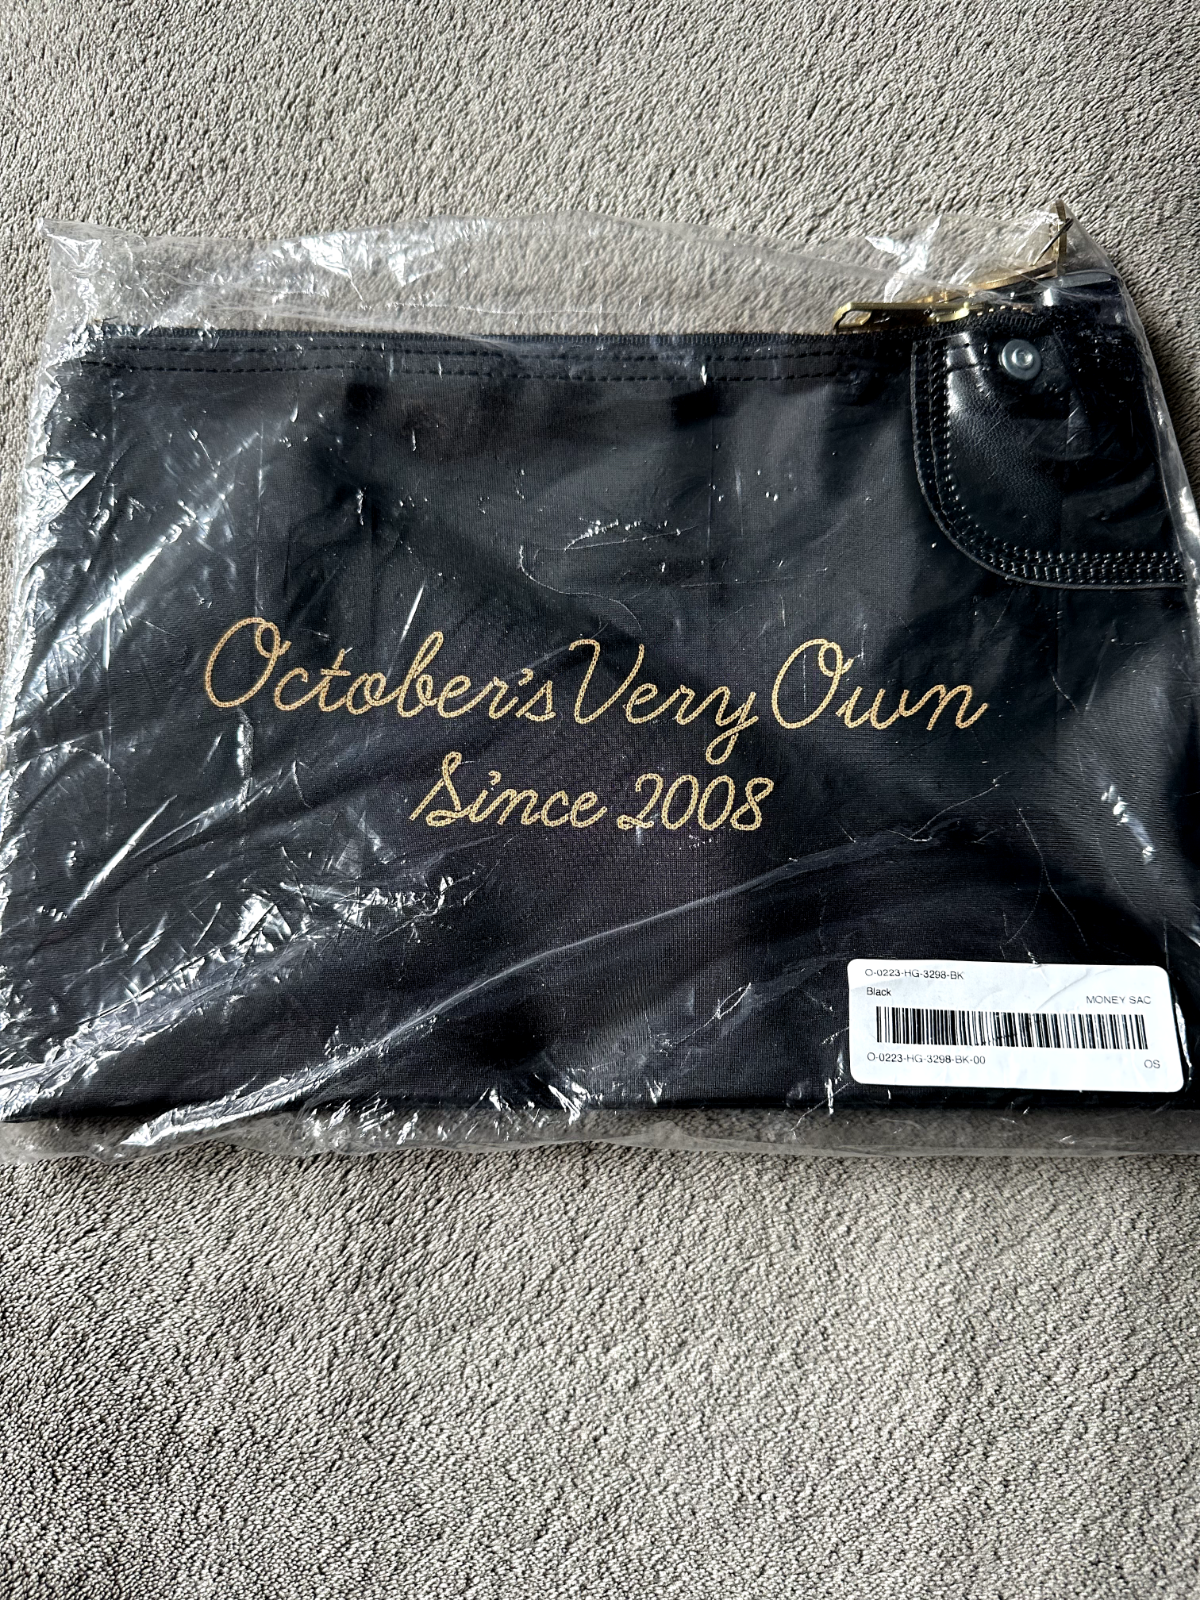 October's Very Own
Since 2008
O-0223-HG-3298-BK
Black
MONEY SAC
O-0223-HG-3298-BK-00
OS